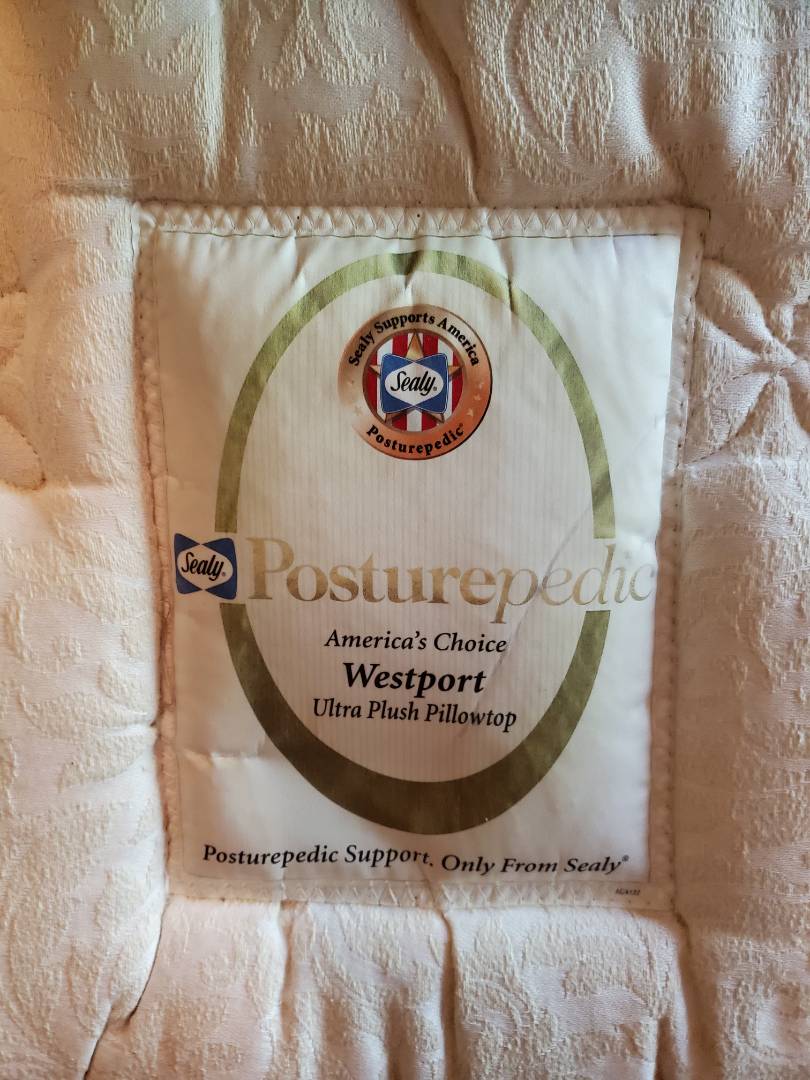 Sealy Supports America
Sealy®
Posturepedic®
Sealy® Posturepedic
America's Choice
Westport
Ultra Plush Pillowtop
Posturepedic Support. Only From Sealy®